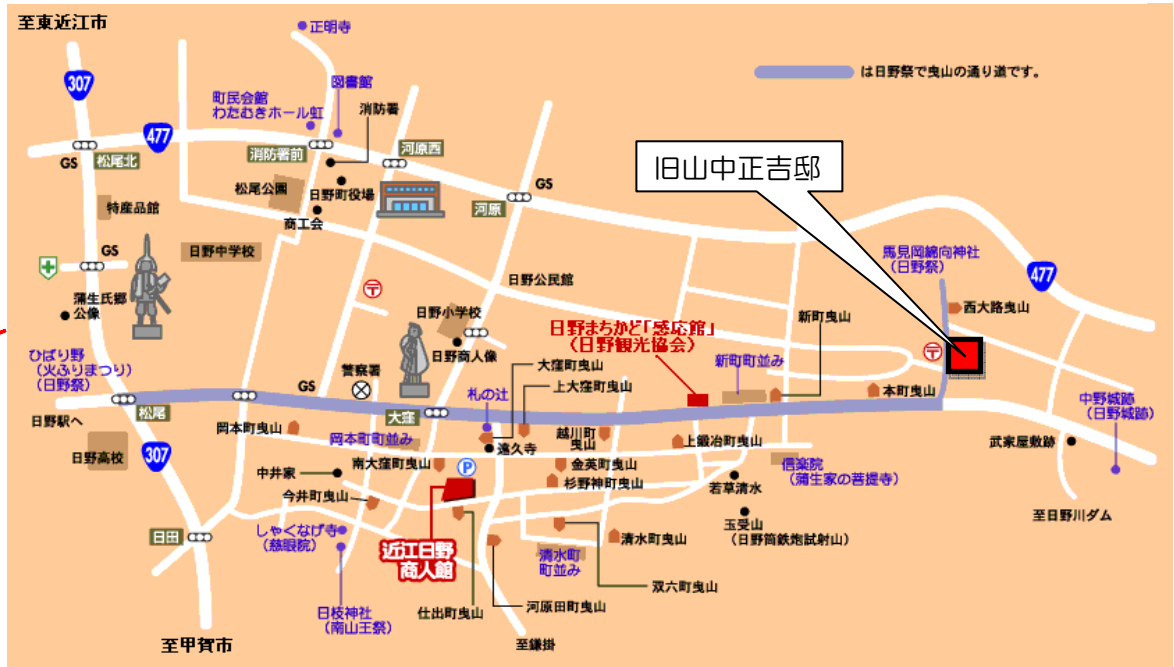 至東近江市
正明寺
は日野祭で曳山の通り道です。
307
図書館
町民会館
わたむきホール虹
消防署
477
GS
松尾北
消防署前
河原西
旧山中正吉邸
松尾公園
日野町役場
GS
河原
特産品館
商工会
日野中学校
GS
馬見岡綿向神社
(日野祭)
477
日野公民館
蒲生氏郷
公像
〒
西大路曳山
日野小学校
日野まちかど「感応館」
(日野観光協会)
新町曳山
日野商人像
〒
ひばり野
(火ふりまつり)
(日野祭)
大窪町曳山
新町町並み
警察署
上大窪町曳山
GS
札の辻
本町曳山
中野城跡
(日野城跡)
松尾
大窪
日野駅へ
岡本町曳山
岡本町町並み
越川町
曳山
上鍛冶町曳山
武家屋敷跡
遠久寺
日野高校
307
中井家
南大窪町曳山
P
金英町曳山
信楽院
(蒲生家の菩提寺)
杉野神町曳山
若草清水
今井町曳山
玉受山
(日野筒鉄炮試射山)
至日野川ダム
日田
しゃくなげ寺
(慈眼院)
近江日野
商人館
清水町
町並み
清水町曳山
双六町曳山
日枝神社
(南山王祭)
仕出町曳山
河原田町曳山
至甲賀市
至鎌掛